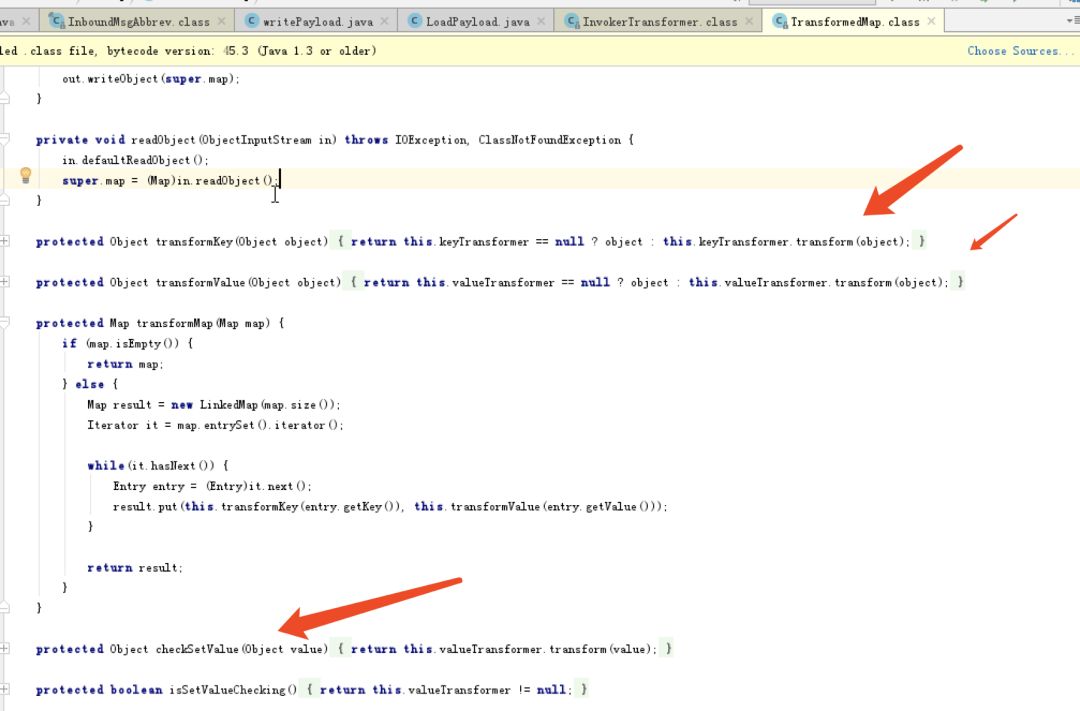 ava InboundMsgAbbrev.class writePayload.java LoadPayload.java InvokerTransformer.class TransformedMap.class
led .class file, bytecode version: 45.3 (Java 1.3 or older) Choose Sources...
out.writeObject(super.map);
}
private void readObject(ObjectInputStream in) throws IOException, ClassNotFoundException {
in.defaultReadObject();
super.map = (Map)in.readObject();
}
protected Object transformKey(Object object) { return this.keyTransformer == null ? object : this.keyTransformer.transform(object); }
protected Object transformValue(Object object) { return this.valueTransformer == null ? object : this.valueTransformer.transform(object); }
protected Map transformMap(Map map) {
if (map.isEmpty()) {
return map;
} else {
Map result = new LinkedMap(map.size());
Iterator it = map.entrySet().iterator();
while(it.hasNext()) {
Entry entry = (Entry)it.next();
result.put(this.transformKey(entry.getKey()), this.transformValue(entry.getValue()));
}
return result;
}
}
protected Object checkSetValue(Object value) { return this.valueTransformer.transform(value); }
protected boolean isSetValueChecking() { return this.valueTransformer != null; }